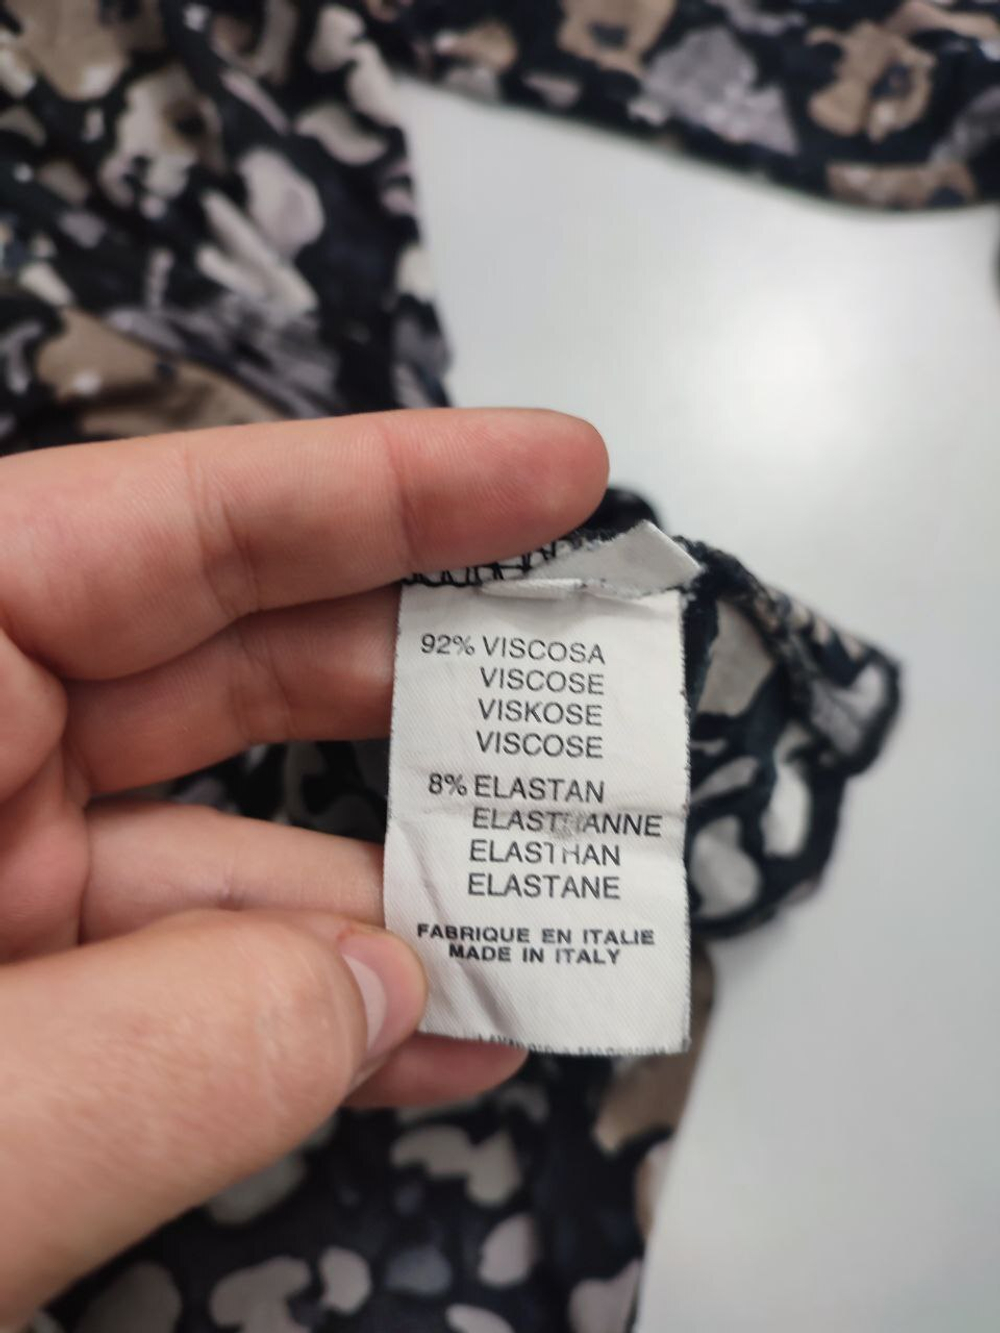 92% VISCOSA
VISCOSE
VISKOSE
VISCOSE
8% ELASTAN
ELASTHANNE
ELASTHAN
ELASTANE
FABRIQUE EN ITALIE
MADE IN ITALY